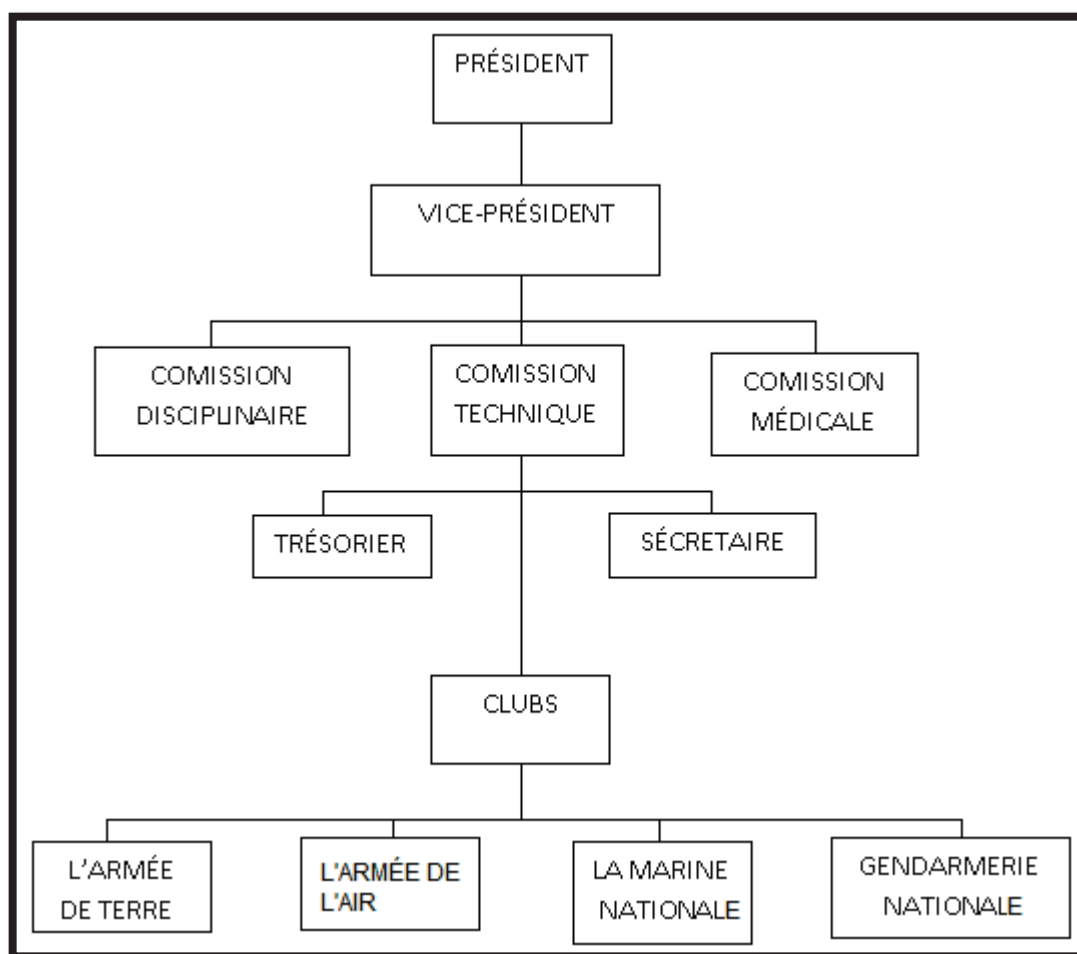 PRÉSIDENT
VICE-PRÉSIDENT
COMISSION
DISCIPLINAIRE
COMISSION
TECHNIQUE
COMISSION
MÉDICALE
TRÉSORIER
SÉCRETAIRE
CLUBS
L'ARMÉE
DE TERRE
L'ARMÉE DE
L'AIR
LA MARINE
NATIONALE
GENDARMERIE
NATIONALE